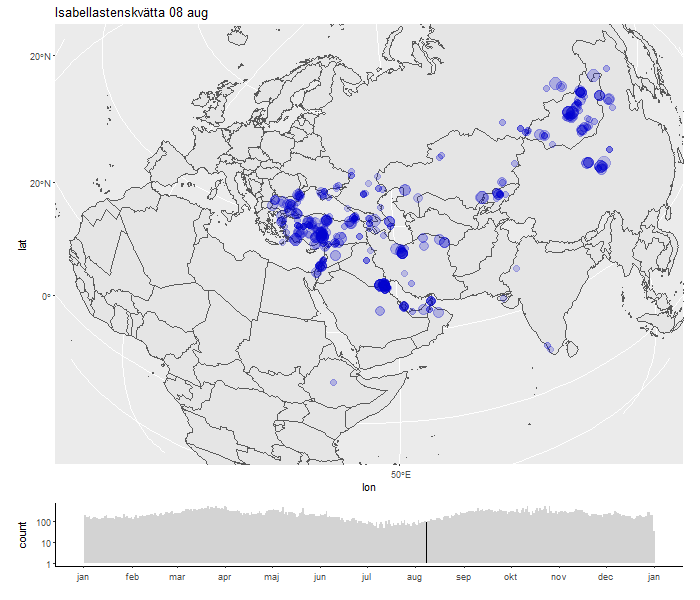 Isabellastenskvätta 08 aug
20°N
20°N
0°
lat
50°E
lon
count
100
10
1
jan feb mar apr maj jun jul aug sep okt nov dec jan